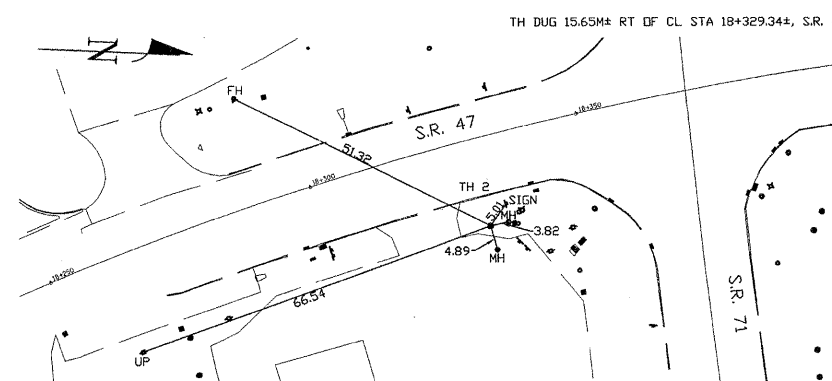 TH DUG 15.65M± RT OF CL STA 18+329.34±, S.R.
N
FH
18+350
S.R. 47
51.32
18+300
TH 2
5.01
SIGN
MH
3.82
4.89
MH
18+250
66.54
S.R. 71
UP